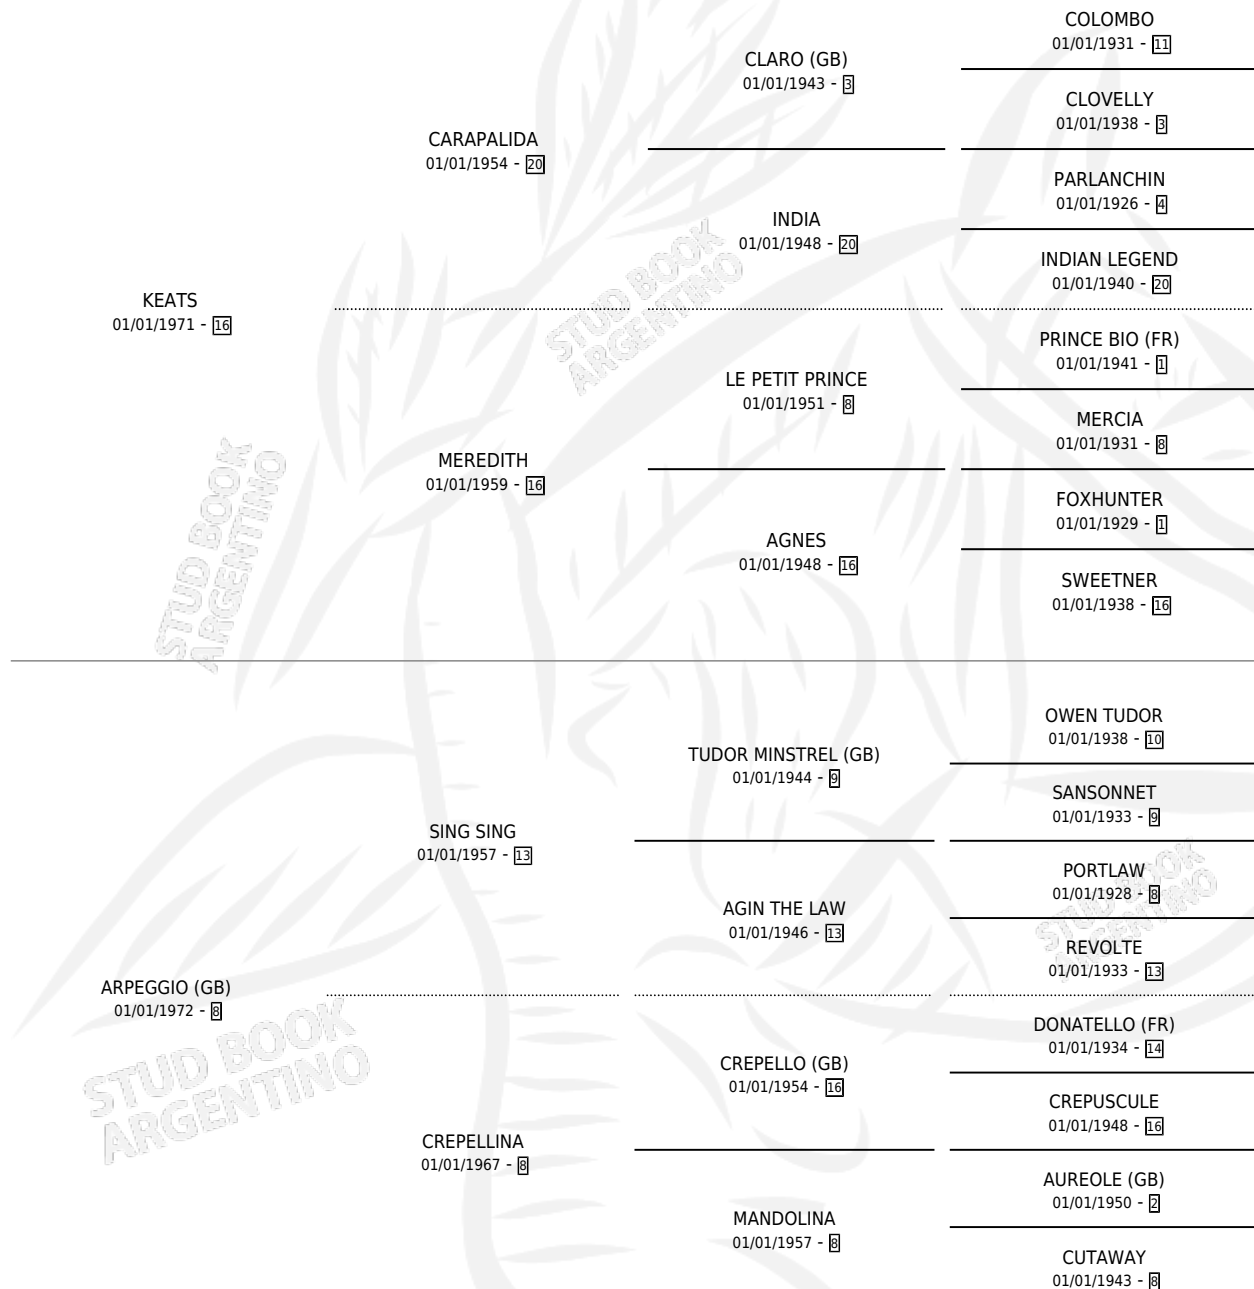 COLOMBO
01/01/1931 - 11
CLARO (GB)
01/01/1943 - 3
CLOVELLY
01/01/1938 - 3
CARAPALIDA
01/01/1954 - 20
PARLANCHIN
01/01/1926 - 4
INDIA
01/01/1948 - 20
INDIAN LEGEND
01/01/1940 - 20
KEATS
01/01/1971 - 16
PRINCE BIO (FR)
01/01/1941 - 1
LE PETIT PRINCE
01/01/1951 - 8
MERCIA
01/01/1931 - 8
MEREDITH
01/01/1959 - 16
FOXHUNTER
01/01/1929 - 1
AGNES
01/01/1948 - 16
SWEETNER
01/01/1938 - 16
OWEN TUDOR
01/01/1938 - 10
TUDOR MINSTREL (GB)
01/01/1944 - 9
SANSONNET
01/01/1933 - 9
SING SING
01/01/1957 - 13
PORTLAW
01/01/1928 - 8
AGIN THE LAW
01/01/1946 - 13
REVOLTE
01/01/1933 - 13
ARPEGGIO (GB)
01/01/1972 - 8
DONATELLO (FR)
01/01/1934 - 14
CREPELLO (GB)
01/01/1954 - 16
CREPUSCULE
01/01/1948 - 16
CREPELLINA
01/01/1967 - 8
AUREOLE (GB)
01/01/1950 - 2
MANDOLINA
01/01/1957 - 8
CUTAWAY
01/01/1943 - 8
STUD BOOK
ARGENTINO
STUD BOOK
ARGENTINO
STUD BOOK
ARGENTINO
STUD BOOK
ARGENTINO